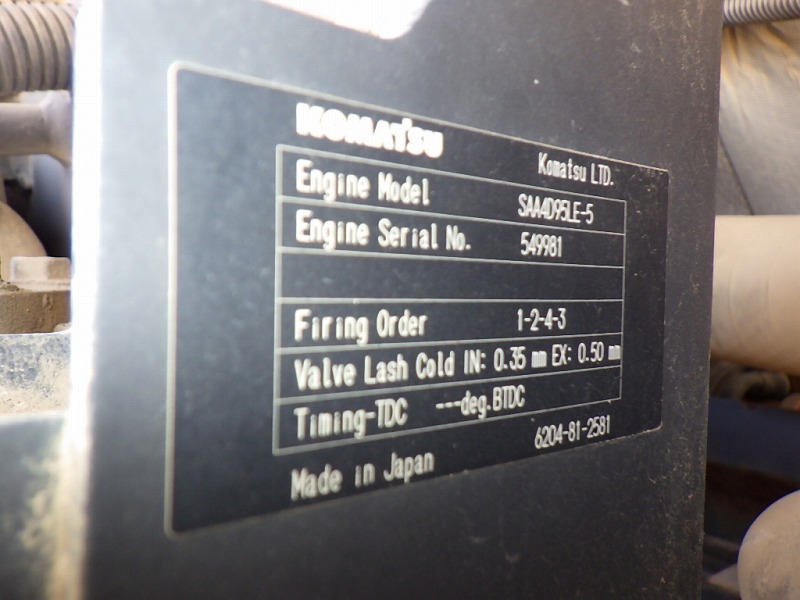 KOMATSU
Komatsu LTD.
Engine Model SAA4D95LE-5
Engine Serial No. 549981
Firing Order 1-2-4-3
Valve Lash Cold IN: 0.35 mm EX: 0.50 mm
Timing-TDC ---deg.BTDC
6204-81-2581
Made in Japan